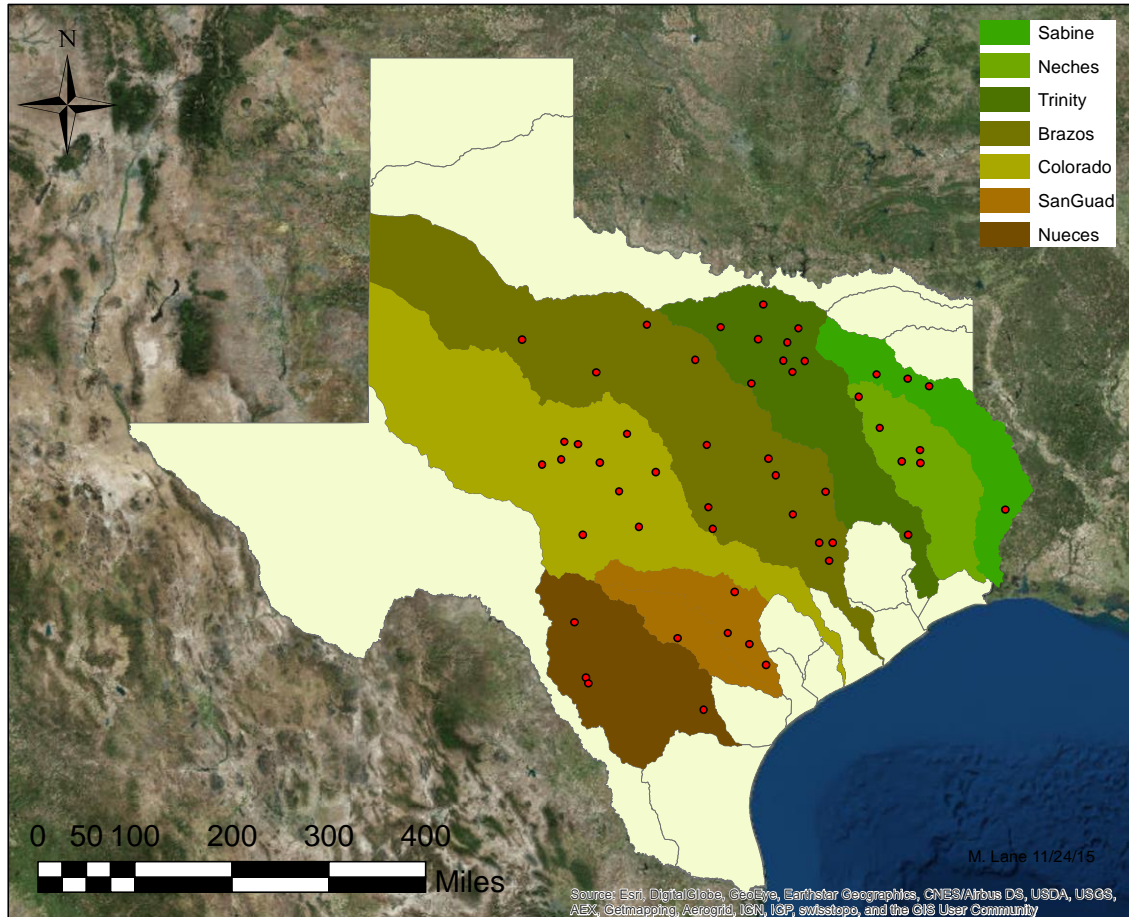 N
Sabine
Neches
Trinity
Brazos
Colorado
SanGuad
Nueces
0 50 100 200 300 400
Miles
M. Lane 11/24/15
Source: Esri, DigitalGlobe, GeoEye, Earthstar Geographics, CNES/Airbus DS, USDA, USGS,
AEX, Getmapping, Aerogrid, IGN, IGP, swisstopo, and the GIS User Community